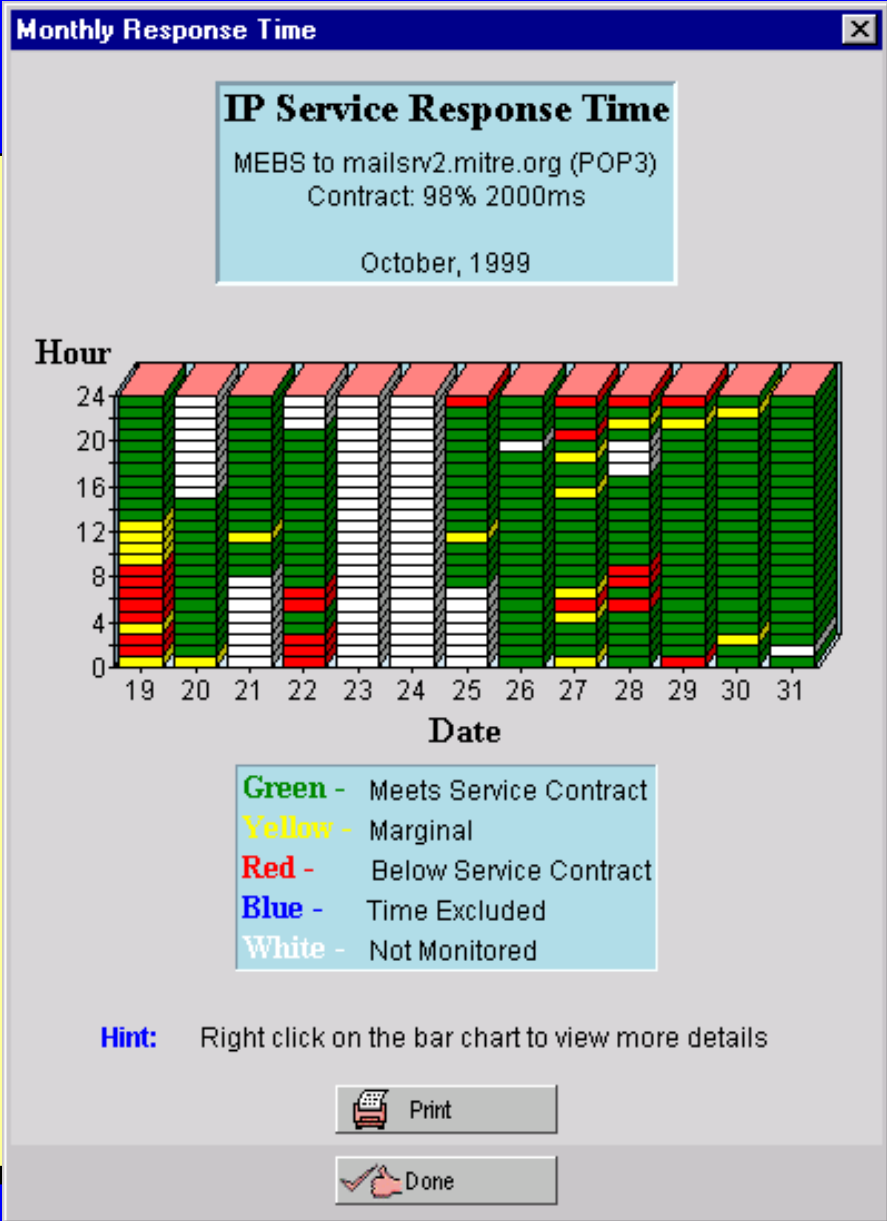 Monthly Response Time
IP Service Response Time
MEBS to mailsrv2.mitre.org (POP3)
Contract: 98% 2000ms
October, 1999
Hour
24
20
16
12
8
4
0
19 20 21 22 23 24 25 26 27 28 29 30 31
Date
Green - Meets Service Contract
Yellow - Marginal
Red - Below Service Contract
Blue - Time Excluded
White - Not Monitored
Hint: Right click on the bar chart to view more details
Print
Done